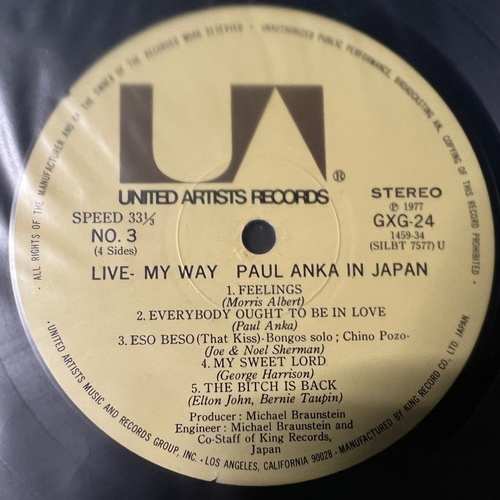 ALL RIGHTS OF THE MANUFACTURER AND OF THE OWNER OF THE RECORDED WORK RESERVED • UNAUTHORIZED PUBLIC PERFORMANCE, BROADCASTING AND COPYING OF THIS RECORD PROHIBITED.
UA
®
UNITED ARTISTS RECORDS
SPEED 33⅓
NO. 3
(4 Sides)
STEREO
℗ 1977
GXG-24
1459-34
(SILBT 7577) U
LIVE- MY WAY PAUL ANKA IN JAPAN
1. FEELINGS
(Morris Albert)
2. EVERYBODY OUGHT TO BE IN LOVE
(Paul Anka)
3. ESO BESO (That Kiss)-Bongos solo ; Chino Pozo-
(Joe & Noel Sherman)
4. MY SWEET LORD
(George Harrison)
5. THE BITCH IS BACK
(Elton John, Bernie Taupin)
Producer : Michael Braunstein
Engineer : Michael Braunstein and
Co-Staff of King Records,
Japan
UNITED ARTISTS MUSIC AND RECORDS GROUP, INC. • LOS ANGELES, CALIFORNIA 90028 • MANUFACTURED BY KING RECORD CO., LTD. JAPAN